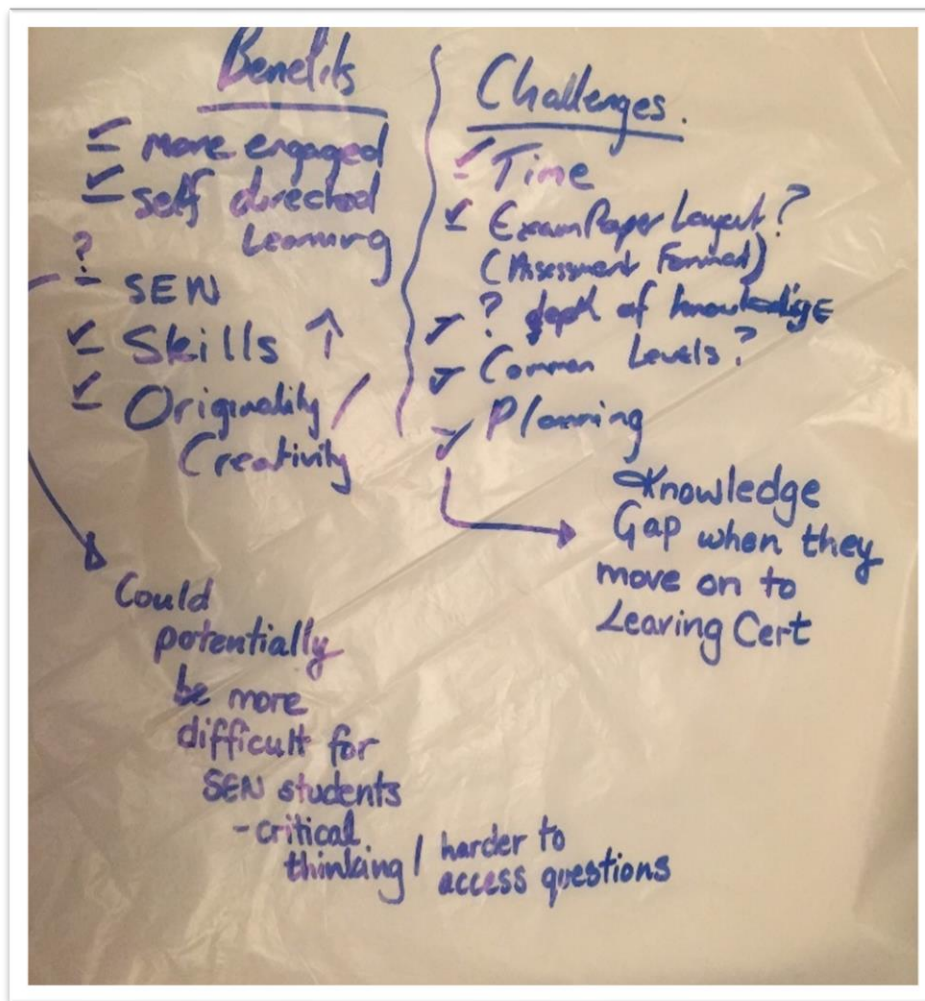 Benefits
- more engaged
- self directed
Learning
?
- SEN
- Skills ↑
- Originality /
Creativity
Could
potentially
be more
difficult for
SEN students
- critical
thinking / harder to
access questions
Challenges.
- Time
- Exam Paper Layout?
(Assessment Format)
- ? depth of knowledge
- Common Levels?
- Planning
Knowledge
Gap when they
move on to
Leaving Cert